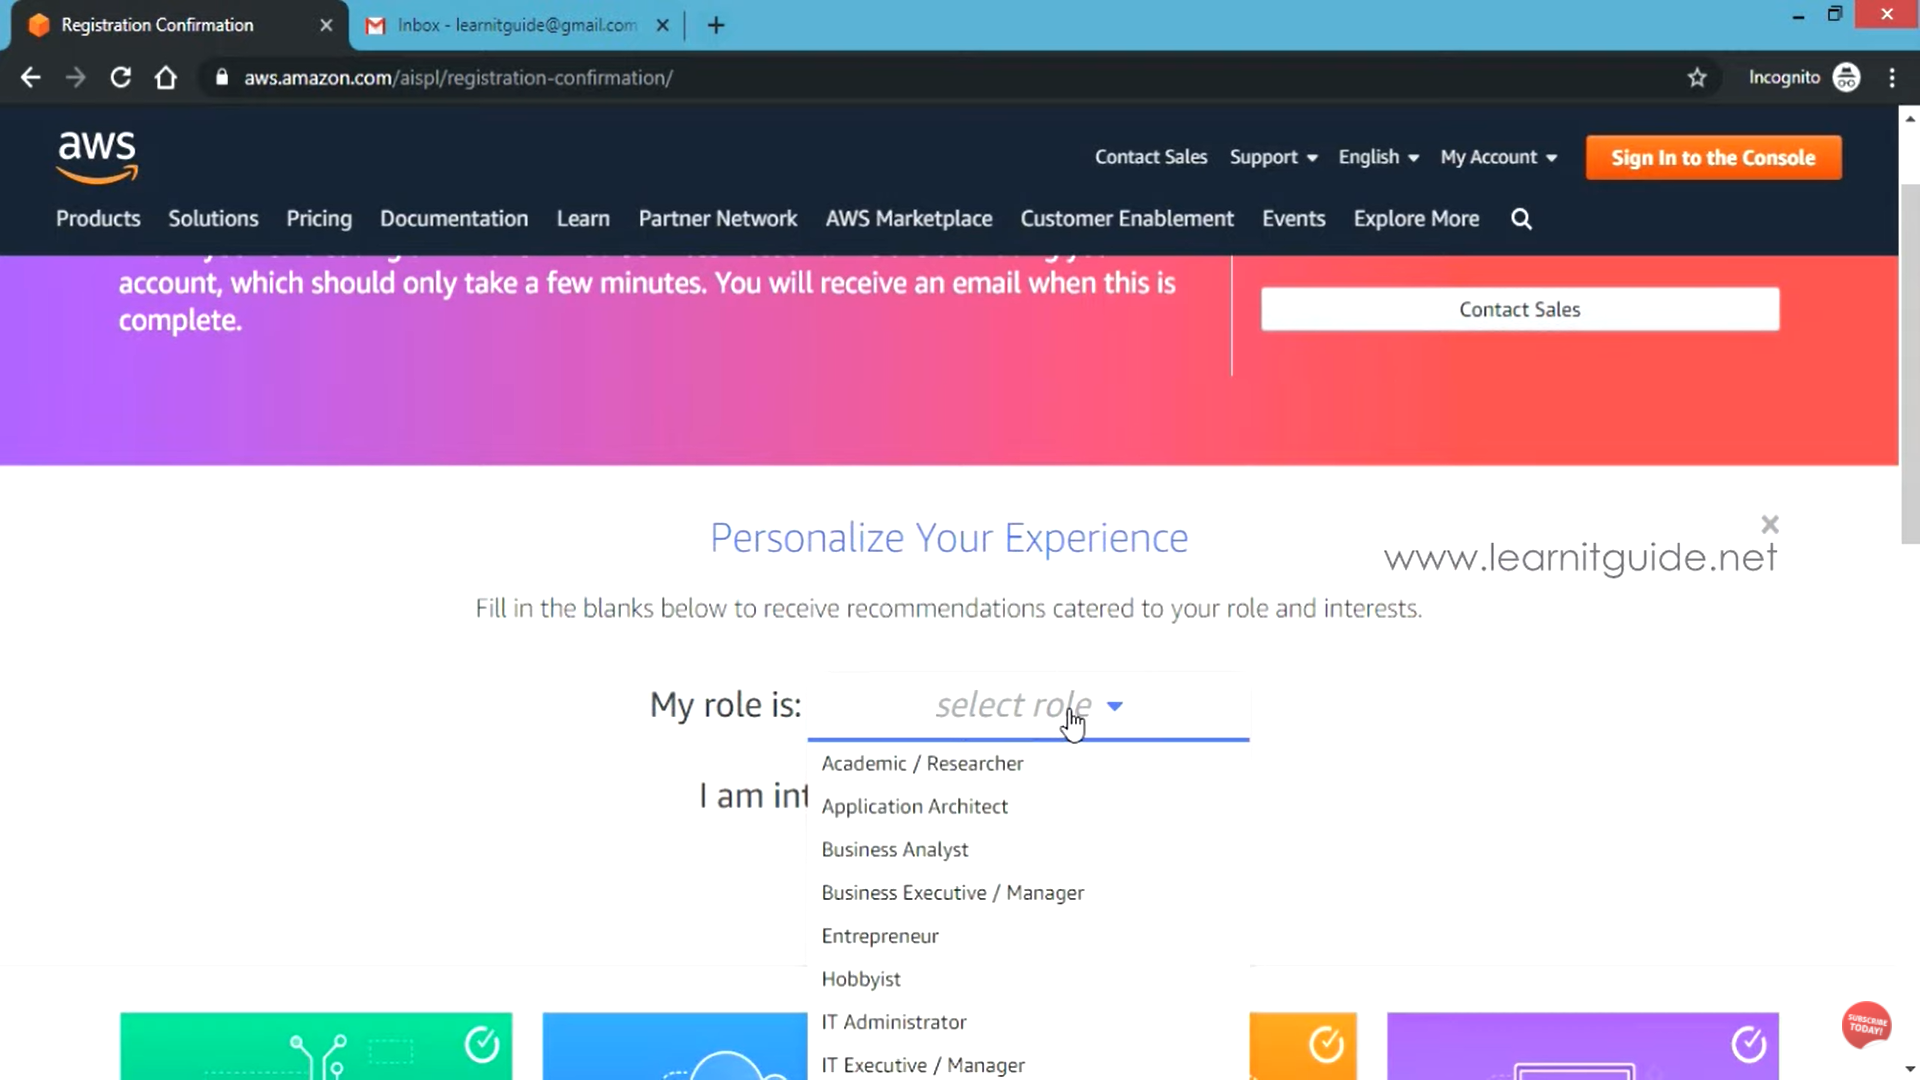 Registration Confirmation
Inbox - learnitguide@gmail.com
aws.amazon.com/aispl/registration-confirmation/
Incognito
aws
Contact Sales
Support
English
My Account
Sign In to the Console
Products
Solutions
Pricing
Documentation
Learn
Partner Network
AWS Marketplace
Customer Enablement
Events
Explore More
account, which should only take a few minutes. You will receive an email when this is
complete.
Contact Sales
Personalize Your Experience
www.learnitguide.net
Fill in the blanks below to receive recommendations catered to your role and interests.
My role is:
select role
I am int
Academic / Researcher
Application Architect
Business Analyst
Business Executive / Manager
Entrepreneur
Hobbyist
IT Administrator
IT Executive / Manager
SUBSCRIBE
TODAY!